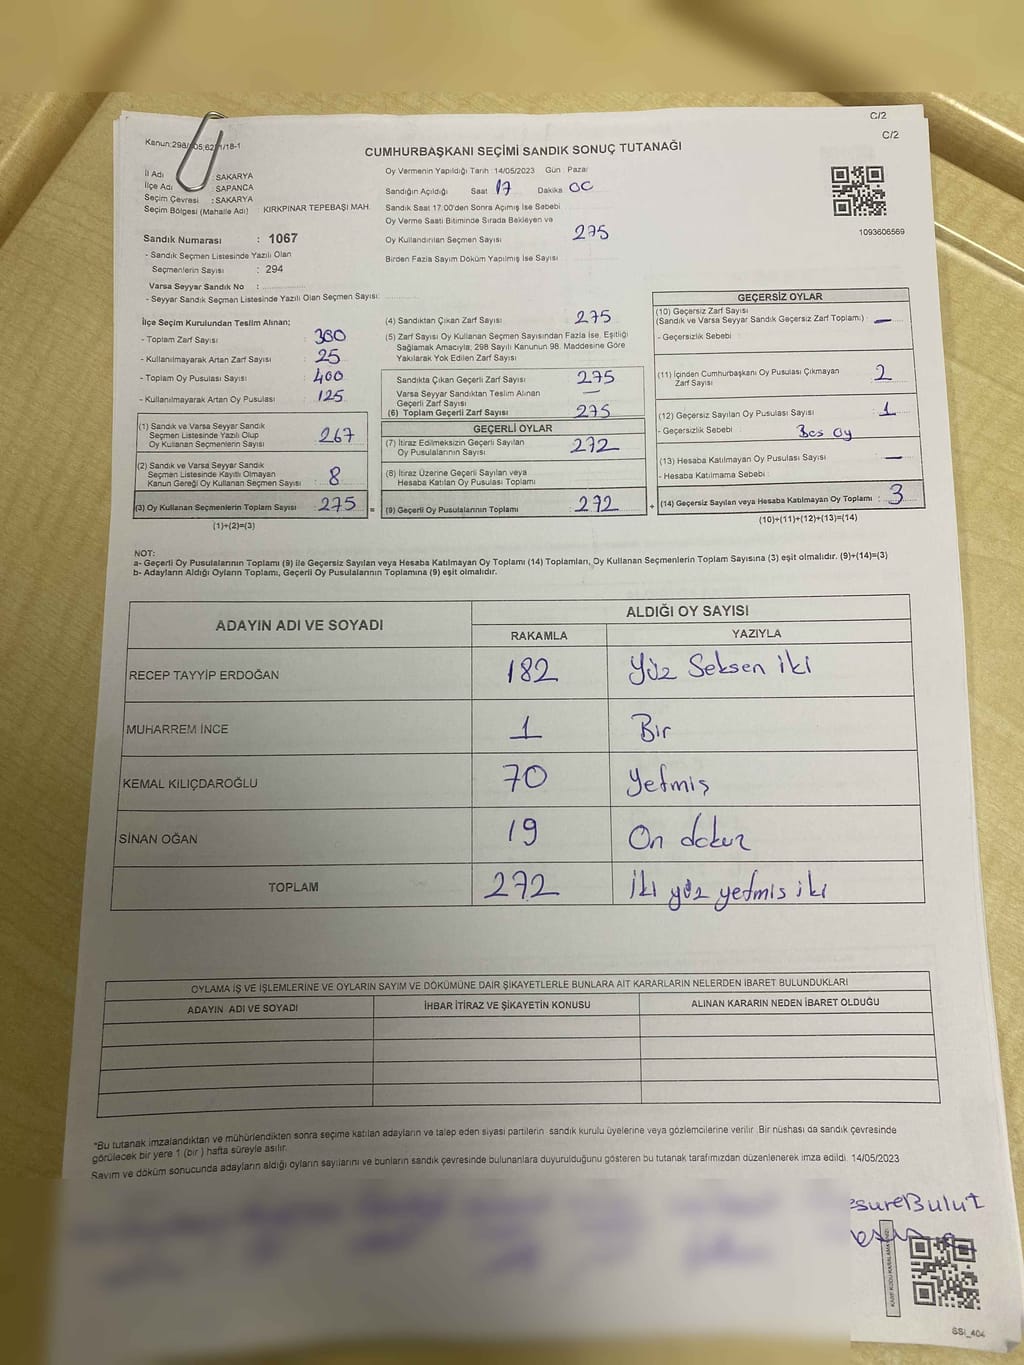 C/2
Kanun:298/105,62/1/18-1
C/2
CUMHURBAŞKANI SEÇİMİ SANDIK SONUÇ TUTANAĞI
İl Adı : SAKARYA
İlçe Adı : SAPANCA
Seçim Çevresi : SAKARYA
Seçim Bölgesi (Mahalle Adı) : KIRKPINAR TEPEBAŞI MAH.
Sandık Numarası : 1067
- Sandık Seçmen Listesinde Yazılı Olan
Seçmenlerin Sayısı : 294
Varsa Seyyar Sandık No :
- Seyyar Sandık Seçmen Listesinde Yazılı Olan Seçmen Sayısı:
Oy Vermenin Yapıldığı Tarih :14/05/2023 Gün : Pazar
Sandığın Açıldığı Saat 17 Dakika 00
Sandık Saat 17:00'den Sonra Açılmış İse Sebebi
Oy Verme Saati Bitiminde Sırada Bekleyen ve
Oy Kullandırılan Seçmen Sayısı 275
Birden Fazla Sayım Döküm Yapılmış İse Sayısı
1093606569
İlçe Seçim Kurulundan Teslim Alınan;
- Toplam Zarf Sayısı : 300
- Kullanılmayarak Artan Zarf Sayısı : 25
- Toplam Oy Pusulası Sayısı : 400
- Kullanılmayarak Artan Oy Pusulası : 125
(1) Sandık ve Varsa Seyyar Sandık
Seçmen Listesinde Yazılı Olup
Oy Kullanan Seçmenlerin Sayısı : 267
(2) Sandık ve Varsa Seyyar Sandık
Seçmen Listesinde Kayıtlı Olmayan
Kanun Gereği Oy Kullanan Seçmen Sayısı : 8
(3) Oy Kullanan Seçmenlerin Toplam Sayısı : 275
(1)+(2)=(3)
=
(4) Sandıktan Çıkan Zarf Sayısı : 275
(5) Zarf Sayısı Oy Kullanan Seçmen Sayısından Fazla İse, Eşitliği
Sağlamak Amacıyla, 298 Sayılı Kanunun 98. Maddesine Göre
Yakılarak Yok Edilen Zarf Sayısı
Sandıkta Çıkan Geçerli Zarf Sayısı : 275
Varsa Seyyar Sandıktan Teslim Alınan
Geçerli Zarf Sayısı —
(6) Toplam Geçerli Zarf Sayısı : 275
GEÇERLİ OYLAR
(7) İtiraz Edilmeksizin Geçerli Sayılan
Oy Pusulalarının Sayısı : 272
(8) İtiraz Üzerine Geçerli Sayılan veya
Hesaba Katılan Oy Pusulası Toplamı
(9) Geçerli Oy Pusulalarının Toplamı : 272
+
GEÇERSİZ OYLAR
(10) Geçersiz Zarf Sayısı
(Sandık ve Varsa Seyyar Sandık Geçersiz Zarf Toplamı) : —
- Geçersizlik Sebebi :
(11) İçinden Cumhurbaşkanı Oy Pusulası Çıkmayan
Zarf Sayısı : 2
(12) Geçersiz Sayılan Oy Pusulası Sayısı : 1
- Geçersizlik Sebebi : Bos oy
(13) Hesaba Katılmayan Oy Pusulası Sayısı : —
- Hesaba Katılmama Sebebi :
(14) Geçersiz Sayılan veya Hesaba Katılmayan Oy Toplamı : 3
(10)+(11)+(12)+(13)=(14)
NOT:
a- Geçerli Oy Pusulalarının Toplamı (9) ile Geçersiz Sayılan veya Hesaba Katılmayan Oy Toplamı (14) Toplamları, Oy Kullanan Seçmenlerin Toplam Sayısına (3) eşit olmalıdır. (9)+(14)=(3)
b- Adayların Aldığı Oyların Toplamı, Geçerli Oy Pusulalarının Toplamına (9) eşit olmalıdır.
ADAYIN ADI VE SOYADI
ALDIĞI OY SAYISI
RAKAMLA YAZIYLA
RECEP TAYYİP ERDOĞAN 182 Yüz Seksen iki
MUHARREM İNCE 1 Bir
KEMAL KILIÇDAROĞLU 70 Yetmiş
SİNAN OĞAN 19 On dokuz
TOPLAM 272 İki yüz yetmis iki
OYLAMA İŞ VE İŞLEMLERİNE VE OYLARIN SAYIM VE DÖKÜMÜNE DAİR ŞİKAYETLERLE BUNLARA AİT KARARLARIN NELERDEN İBARET BULUNDUKLARI
ADAYIN ADI VE SOYADI İHBAR İTİRAZ VE ŞİKAYETİN KONUSU ALINAN KARARIN NEDEN İBARET OLDUĞU
*Bu tutanak imzalandıktan ve mühürlendikten sonra seçime katılan adayların ve talep eden siyasi partilerin sandık kurulu üyelerine veya gözlemcilerine verilir .Bir nüshası da sandık çevresinde
görülecek bir yere 1 (bir ) hafta süreyle asılır.
Sayım ve döküm sonucunda adayların aldığı oyların sayılarını ve bunların sandık çevresinde bulunanlara duyurulduğunu gösteren bu tutanak tarafımızdan düzenlenerek imza edildi. 14/05/2023
esureBulut
SSI_404